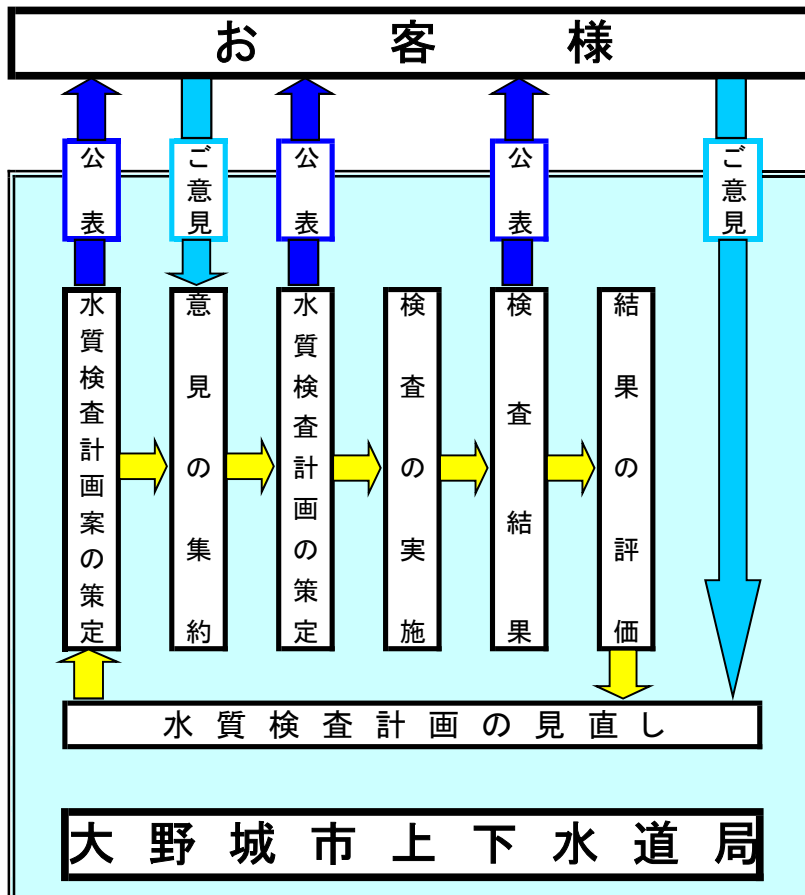 お客様
公表
ご意見
公表
公表
ご意見
水質検査計画案の策定
意見の集約
水質検査計画の策定
検査の実施
検査結果
結果の評価
水質検査計画の見直し
大野城市上下水道局